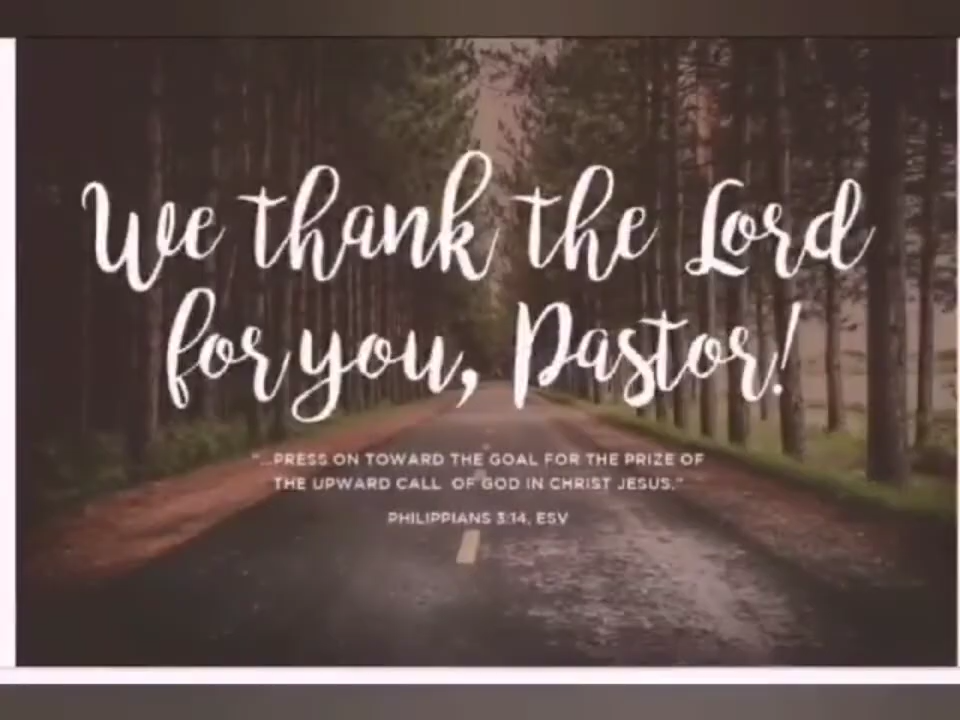 We thank the Lord
for you, Pastor!
"...PRESS ON TOWARD THE GOAL FOR THE PRIZE OF
THE UPWARD CALL OF GOD IN CHRIST JESUS."
PHILIPPIANS 3:14, ESV